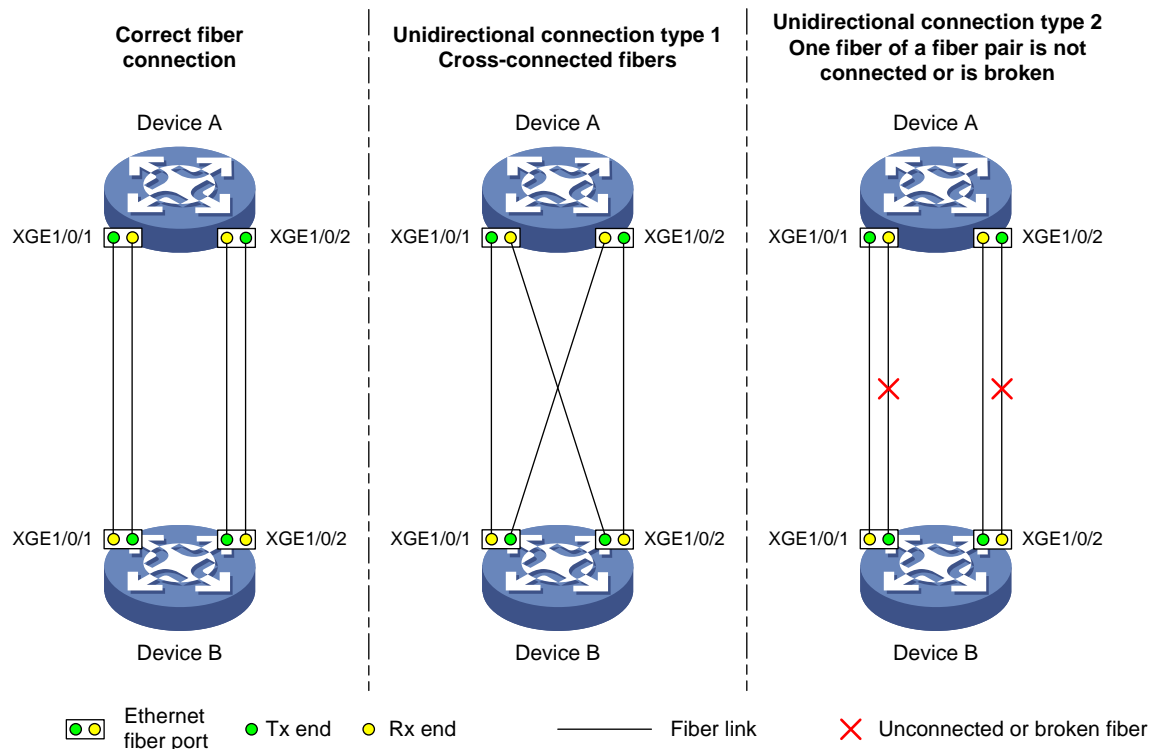 Correct fiber
connection
Device A
XGE1/0/1
XGE1/0/2
XGE1/0/1
XGE1/0/2
Device B
Unidirectional connection type 1
Cross-connected fibers
Device A
XGE1/0/1
XGE1/0/2
XGE1/0/1
XGE1/0/2
Device B
Unidirectional connection type 2
One fiber of a fiber pair is not
connected or is broken
Device A
XGE1/0/1
XGE1/0/2
XGE1/0/1
XGE1/0/2
Device B
Ethernet
fiber port
Tx end
Rx end
Fiber link
Unconnected or broken fiber